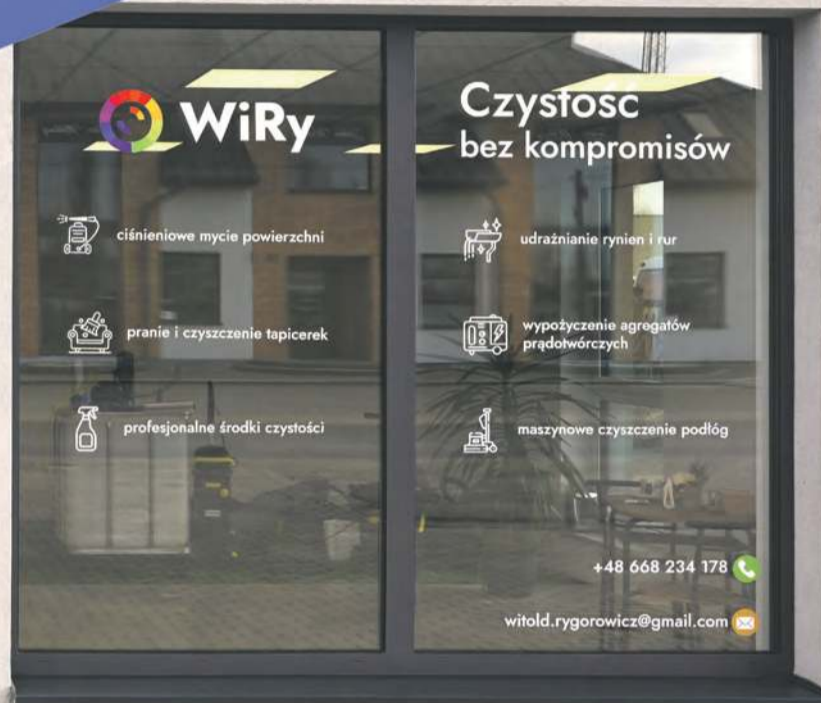 WiRy
ciśnieniowe mycie powierzchni
pranie i czyszczenie tapicerek
profesjonalne środki czystości
Czystość
bez kompromisów
udrażnianie rynien i rur
wypożyczenie agregatów
prądotwórczych
maszynowe czyszczenie podłóg
+48 668 234 178
witold.rygorowicz@gmail.com